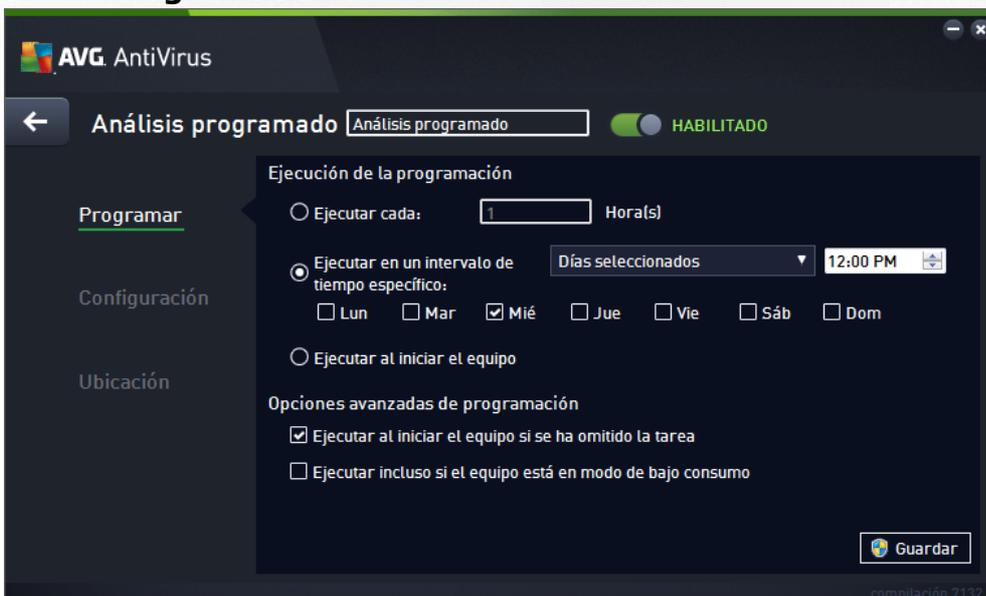 AVG. AntiVirus
Análisis programado Análisis programado HABILITADO
Programar
Configuración
Ubicación
Ejecución de la programación
Ejecutar cada: 1 Hora(s)
Ejecutar en un intervalo de
tiempo específico:
Días seleccionados 12:00 PM
Lun Mar Mié Jue Vie Sáb Dom
Ejecutar al iniciar el equipo
Opciones avanzadas de programación
Ejecutar al iniciar el equipo si se ha omitido la tarea
Ejecutar incluso si el equipo está en modo de bajo consumo
Guardar
compilación 7132